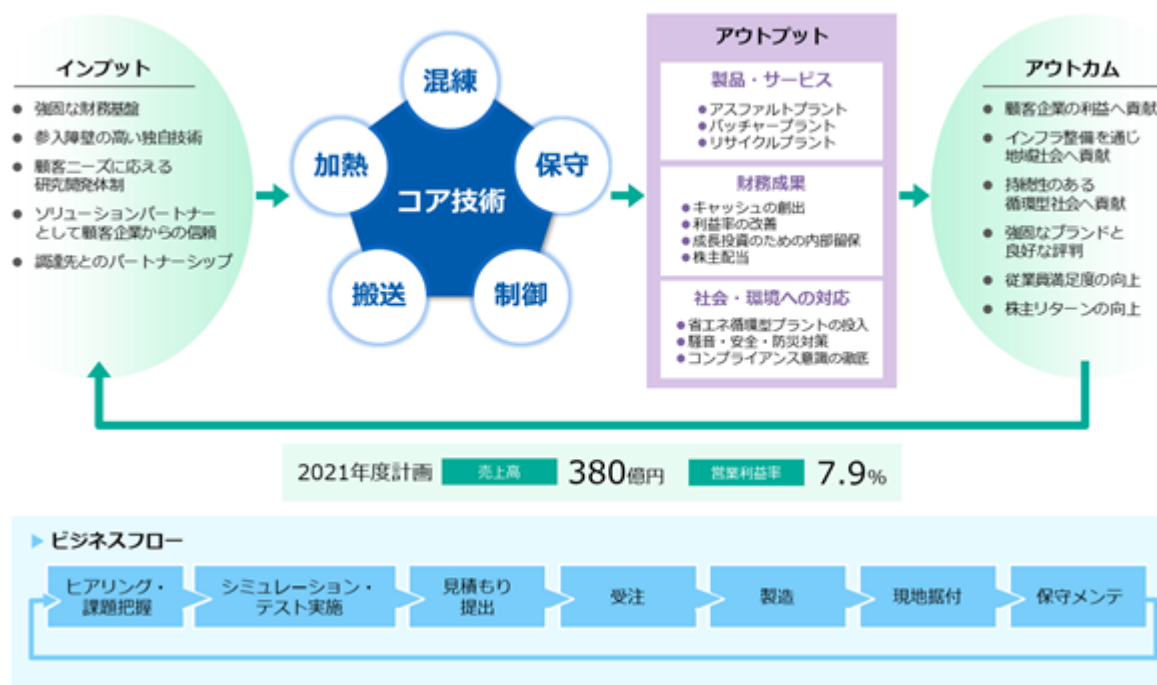 インプット
● 強固な財務基盤
● 参入障壁の高い独自技術
● 顧客ニーズに応える
研究開発体制
● ソリューションパートナー
として顧客企業からの信頼
● 調達先とのパートナーシップ
混練
加熱
保守
コア技術
搬送
制御
アウトプット
製品・サービス
●アスファルトプラント
●バッチャープラント
●リサイクルプラント
財務成果
●キャッシュの創出
●利益率の改善
●成長投資のための内部留保
●株主配当
社会・環境への対応
●省エネ循環型プラントの投入
●騒音・安全・防災対策
●コンプライアンス意識の徹底
アウトカム
● 顧客企業の利益へ貢献
● インフラ整備を通じ
地域社会へ貢献
● 持続性のある
循環型社会へ貢献
● 強固なブランドと
良好な評判
● 従業員満足度の向上
● 株主リターンの向上
2021年度計画 売上高 380億円 営業利益率 7.9%
ビジネスフロー
ヒアリング・
課題把握
シミュレーション・
テスト実施
見積もり
提出
受注
製造
現地据付
保守メンテ